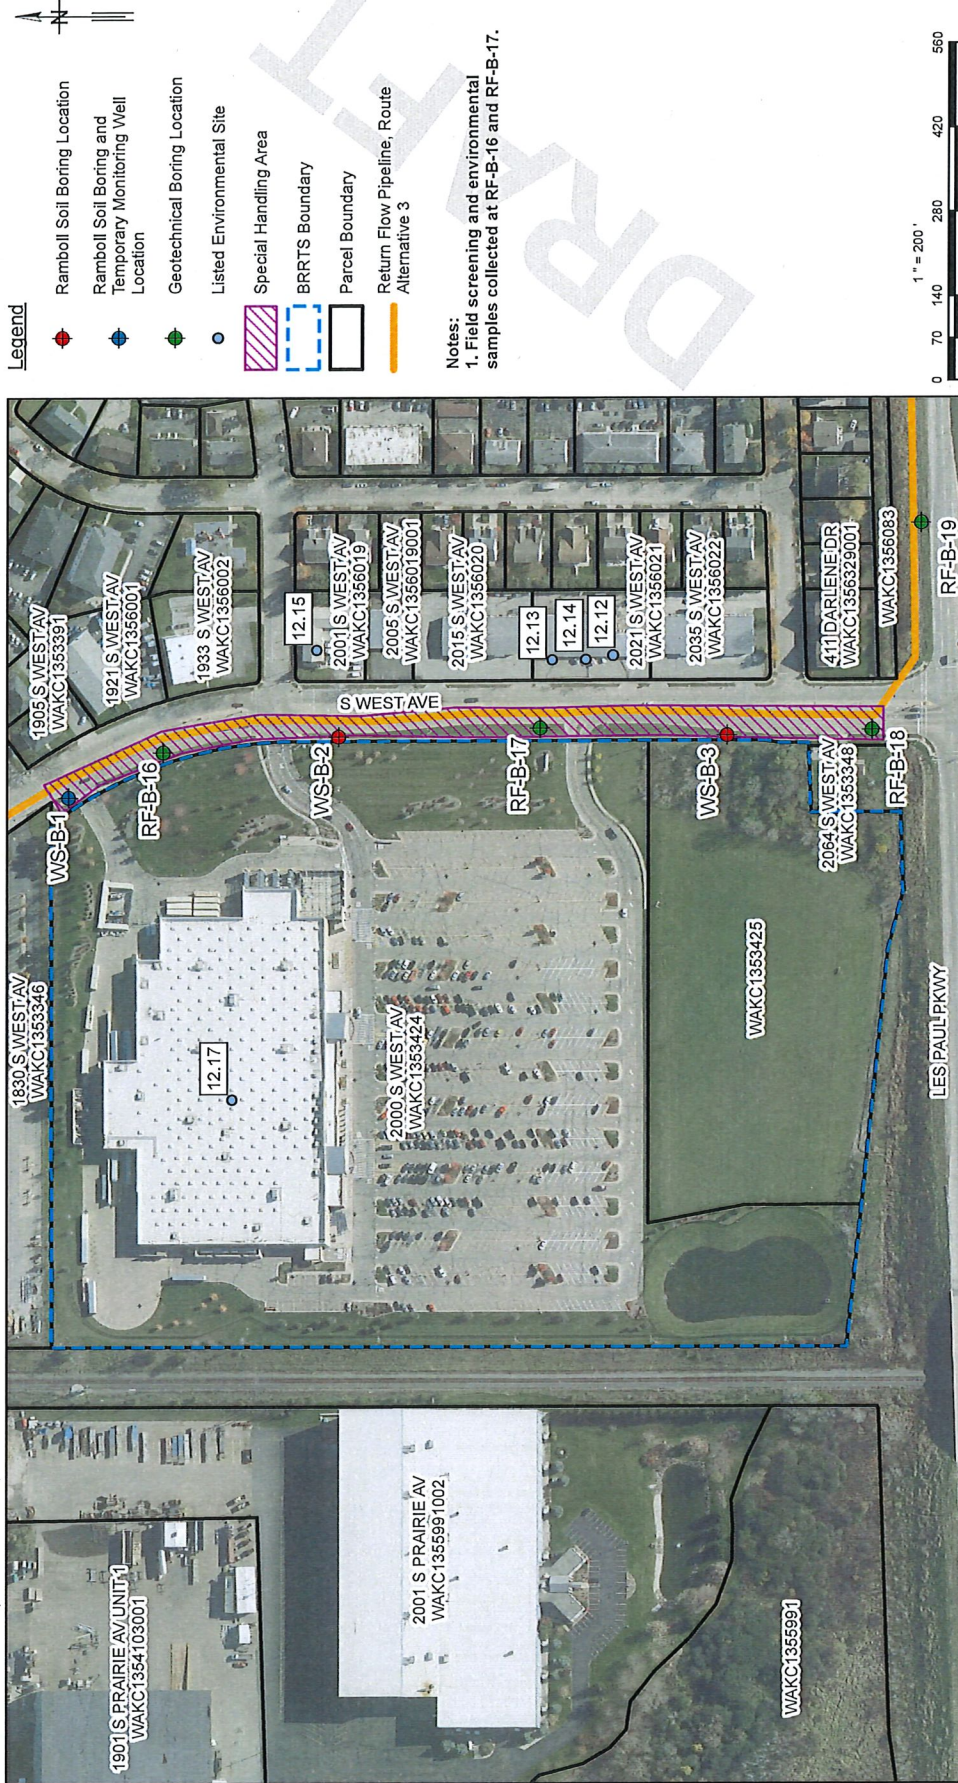 N
Legend
Ramboll Soil Boring Location
Ramboll Soil Boring and
Temporary Monitoring Well
Location
Geotechnical Boring Location
Listed Environmental Site
Special Handling Area
BRRTS Boundary
Parcel Boundary
Return Flow Pipeline, Route
Alternative 3
Notes:
1. Field screening and environmental
samples collected at RF-B-16 and RF-B-17.
DRAFT
1 " = 200 '
0 70 140 280 420 560
1905 S WEST AV
WAKC1353391
1921 S WEST AV
WAKC1356001
1933 S WEST AV
WAKC1356002
12.15
2001 S WEST AV
WAKC1356019
2005 S WEST AV
WAKC1356019001
2015 S WEST AV
WAKC1356020
12.13
12.14
12.12
2021 S WEST AV
WAKC1356021
2035 S WEST AV
WAKC1356022
411 DARLENE DR
WAKC1356329001
WAKC1356083
RF-B-19
S WEST AVE
WS-B-1
RF-B-16
WS-B-2
RF-B-17
WS-B-3
2064 S WEST AV
WAKC1353348
RF-B-18
1830 S WEST AV
WAKC1353346
12.17
2000 S WEST AV
WAKC1353424
WAKC1353425
LES PAUL PKWY
1901 S PRAIRIE AV UNIT 1
WAKC1354103001
2001 S PRAIRIE AV
WAKC1355991002
WAKC1355991